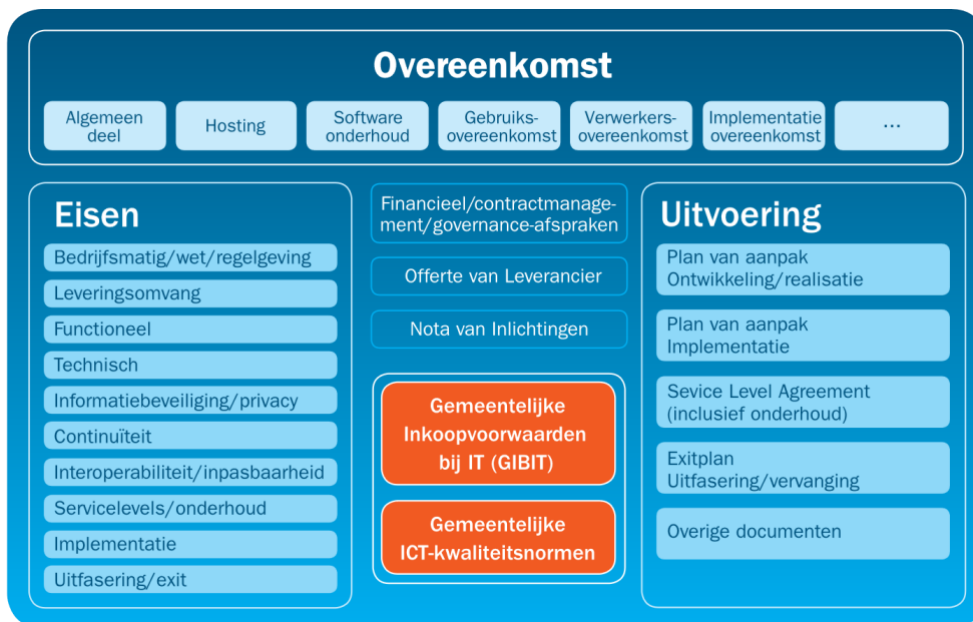 Overeenkomst
Algemeen
deel
Hosting
Software
onderhoud
Gebruiks-
overeenkomst
Verwerkers-
overeenkomst
Implementatie
overeenkomst
...
Eisen
Bedrijfsmatig/wet/regelgeving
Leveringsomvang
Functioneel
Technisch
Informatiebeveiliging/privacy
Continuïteit
Interoperabiliteit/inpasbaarheid
Servicelevels/onderhoud
Implementatie
Uitfasering/exit
Financieel/contractmanage-
ment/governance-afspraken
Offerte van Leverancier
Nota van Inlichtingen
Gemeentelijke
Inkoopvoorwaarden
bij IT (GIBIT)
Gemeentelijke
ICT-kwaliteitsnormen
Uitvoering
Plan van aanpak
Ontwikkeling/realisatie
Plan van aanpak
Implementatie
Sevice Level Agreement
(inclusief onderhoud)
Exitplan
Uitfasering/vervanging
Overige documenten